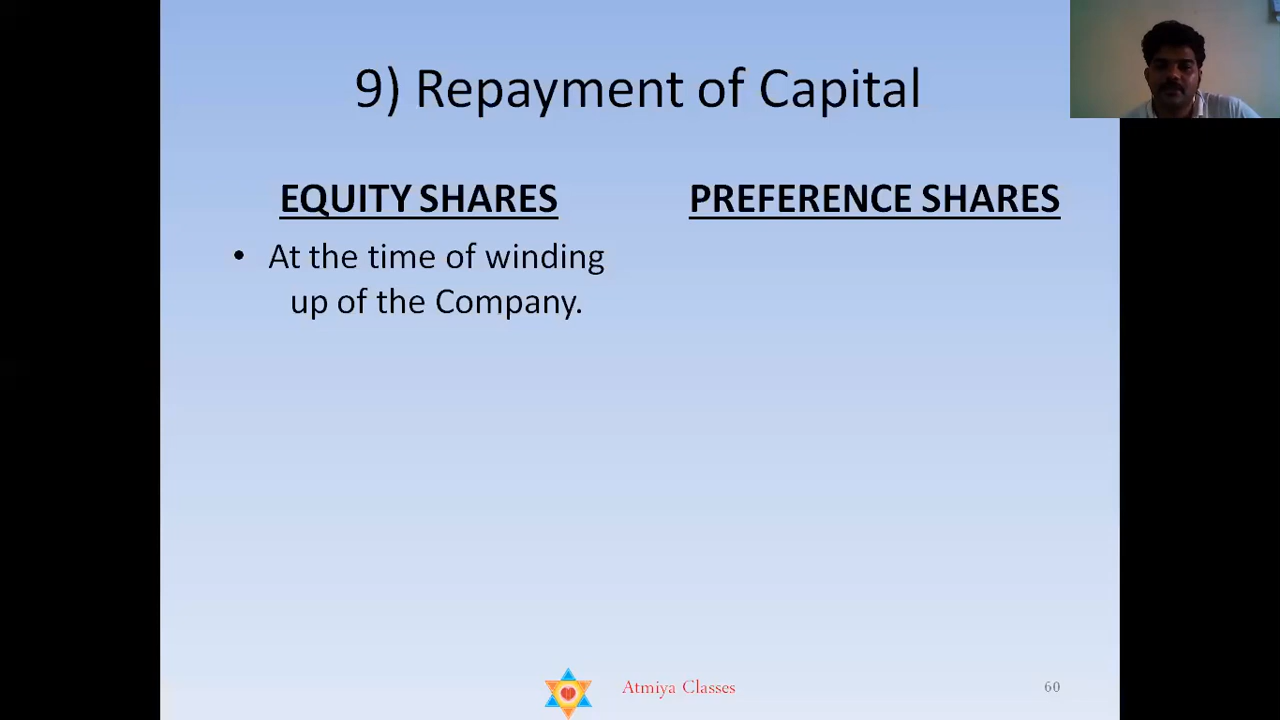 9) Repayment of Capital
EQUITY SHARES
• At the time of winding
up of the Company.
PREFERENCE SHARES
Atmiya Classes
60